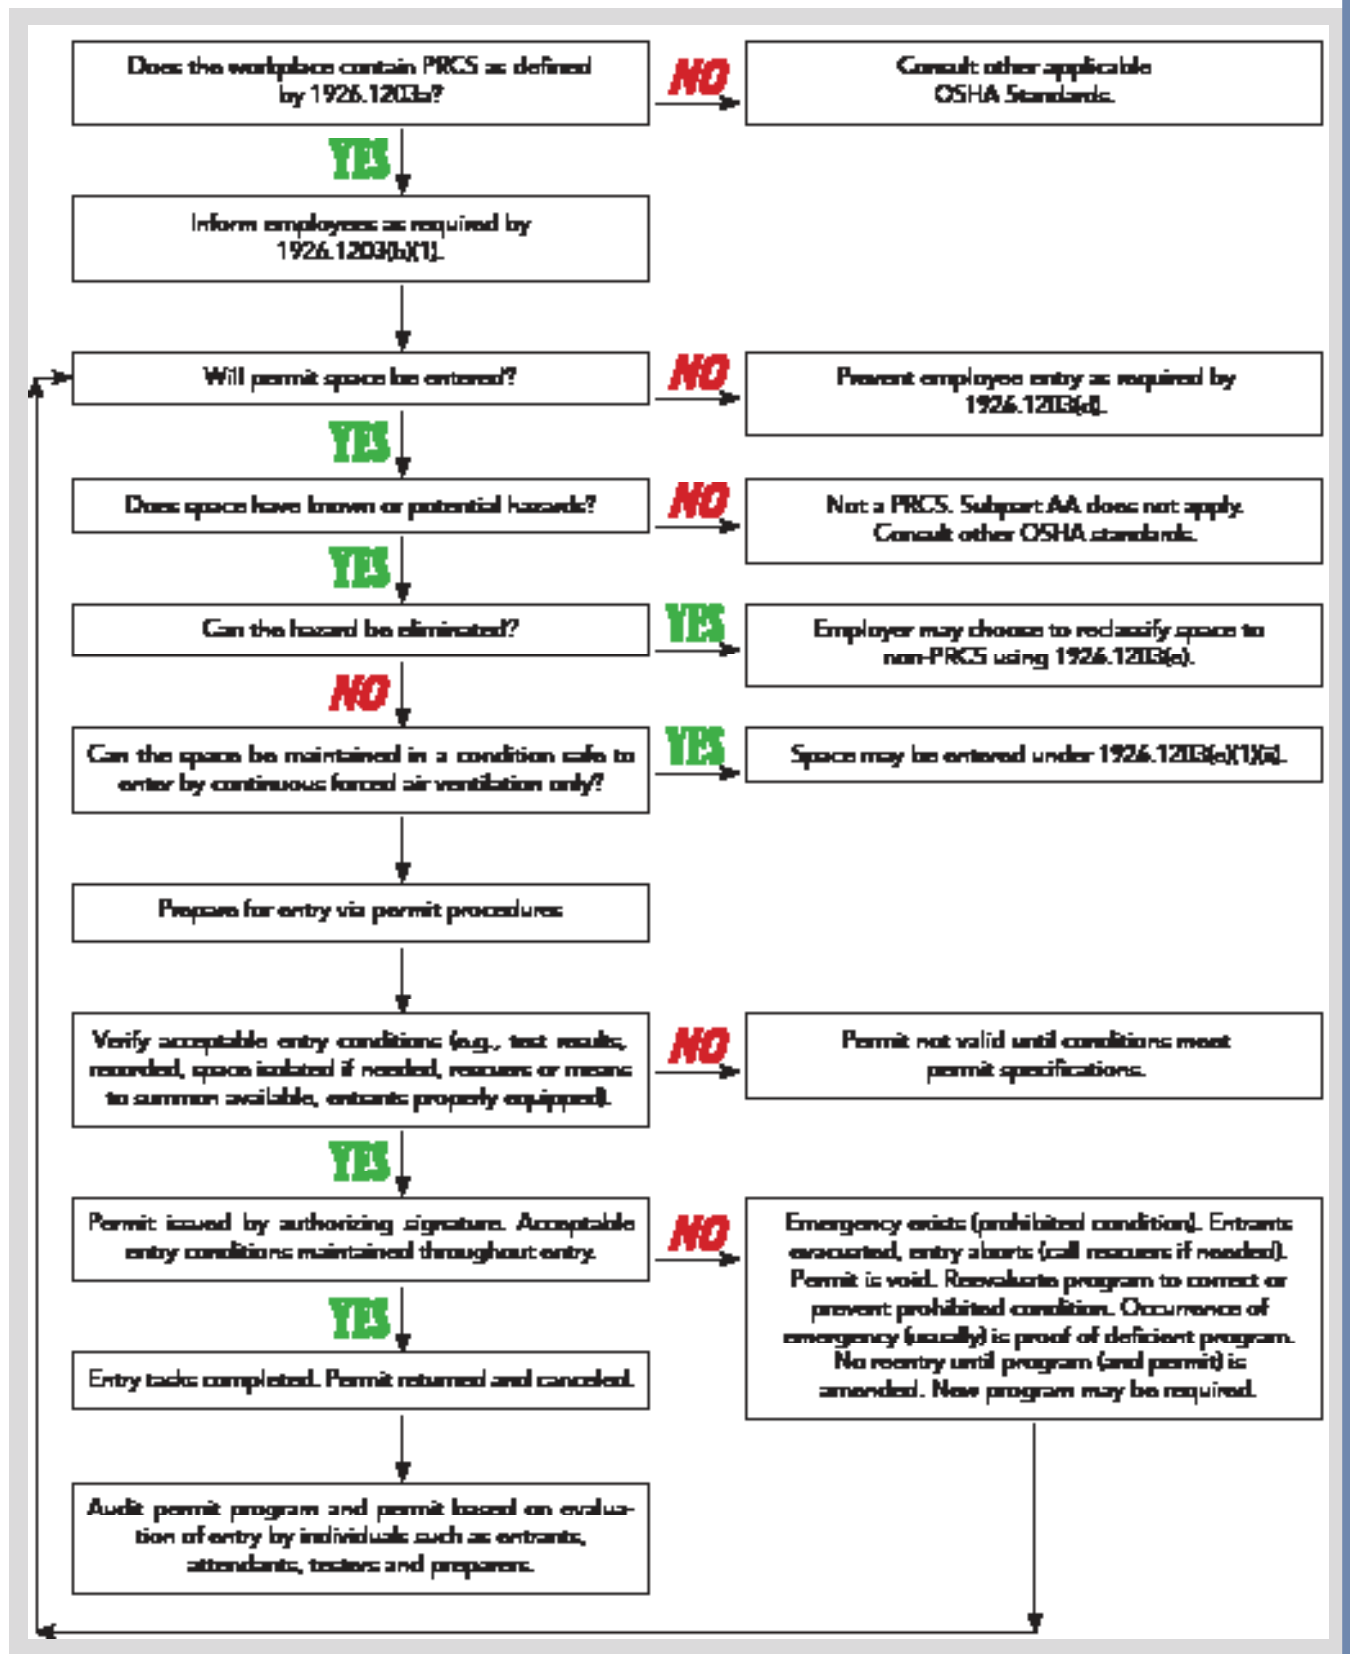 Does the workplace contain PRCS as defined
by 1926.1203a?
NO
Consult other applicable
OSHA Standards.
YES
Inform employees as required by
1926.1203(b)(1).
Will permit space be entered?
NO
Prevent employee entry as required by
1926.1203(d).
YES
Does space have known or potential hazards?
NO
Not a PRCS. Subpart AA does not apply.
Consult other OSHA standards.
YES
Can the hazard be eliminated?
YES
Employer may choose to reclassify space to
non-PRCS using 1926.1203(e).
NO
Can the space be maintained in a condition safe to
enter by continuous forced air ventilation only?
YES
Space may be entered under 1926.1203(e)(1)(ii).
Prepare for entry via permit procedures
Verify acceptable entry conditions (e.g., test results,
recorded, space isolated if needed, rescuers or means
to summon available, entrants properly equipped).
NO
Permit not valid until conditions meet
permit specifications.
YES
Permit issued by authorizing signature. Acceptable
entry conditions maintained throughout entry.
NO
Emergency exists (prohibited condition). Entrants
evacuated, entry aborts (call rescuers if needed).
Permit is void. Reevaluate program to correct or
prevent prohibited condition. Occurrence of
emergency (usually) is proof of deficient program.
No reentry until program (and permit) is
amended. New program may be required.
YES
Entry tasks completed. Permit returned and canceled.
Audit permit program and permit based on evalua-
tion of entry by individuals such as entrants,
attendants, testers and preparers.